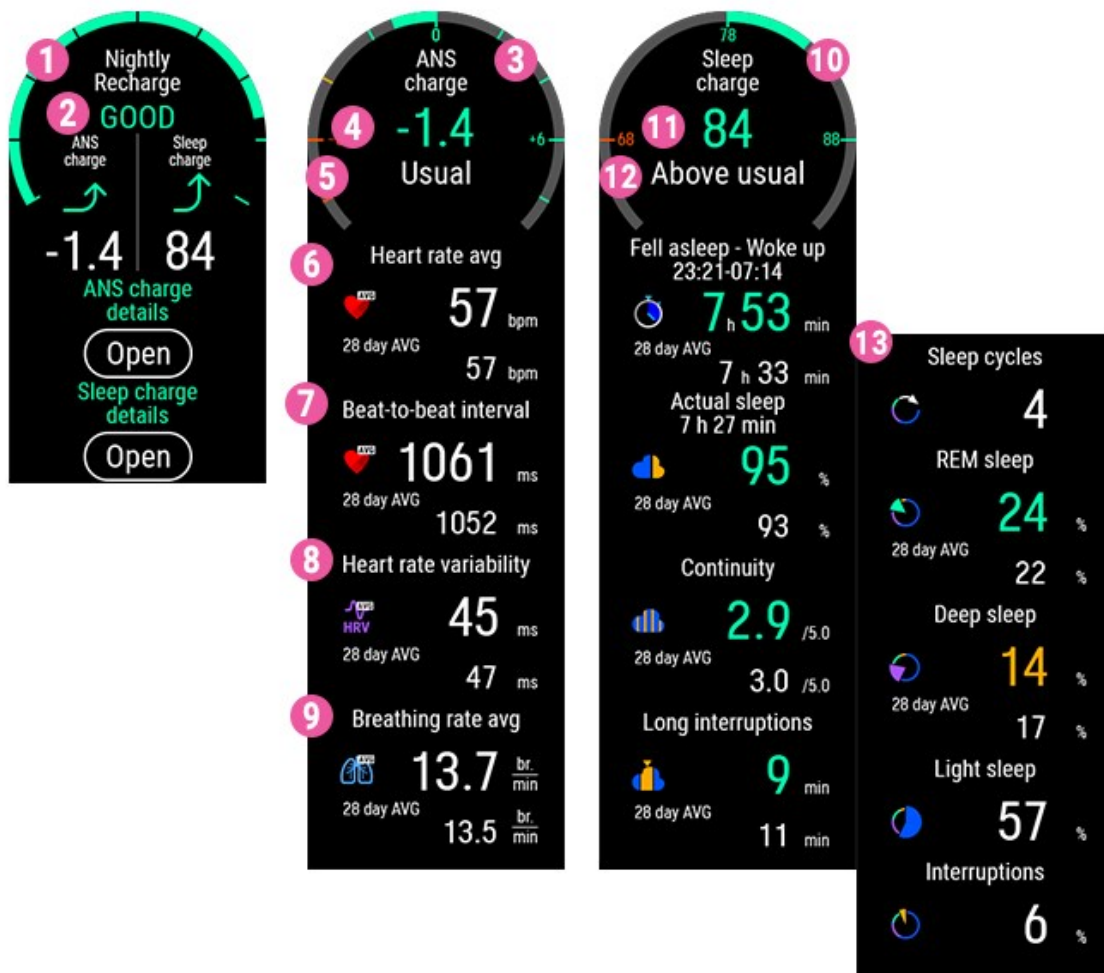 1
Nightly
Recharge
2
GOOD
ANS
charge
Sleep
charge
-1.4
84
ANS charge
details
Open
Sleep charge
details
Open
0
3
ANS
charge
4
-1.4
+6
5
Usual
6
Heart rate avg
AVG
57 bpm
28 day AVG
57 bpm
7
Beat-to-beat interval
AVG
1061 ms
28 day AVG
1052 ms
8
Heart rate variability
AVG
HRV
45 ms
28 day AVG
47 ms
9
Breathing rate avg
AVG
13.7 br.
min
28 day AVG
13.5 br.
min
78
10
Sleep
charge
68
11
84
88
12
Above usual
Fell asleep - Woke up
23:21-07:14
7 h 53 min
28 day AVG
7 h 33 min
Actual sleep
7 h 27 min
95 %
28 day AVG
93 %
Continuity
2.9 /5.0
28 day AVG
3.0 /5.0
Long interruptions
9 min
28 day AVG
11 min
13
Sleep cycles
4
REM sleep
24 %
28 day AVG
22 %
Deep sleep
14 %
28 day AVG
17 %
Light sleep
57 %
Interruptions
6 %